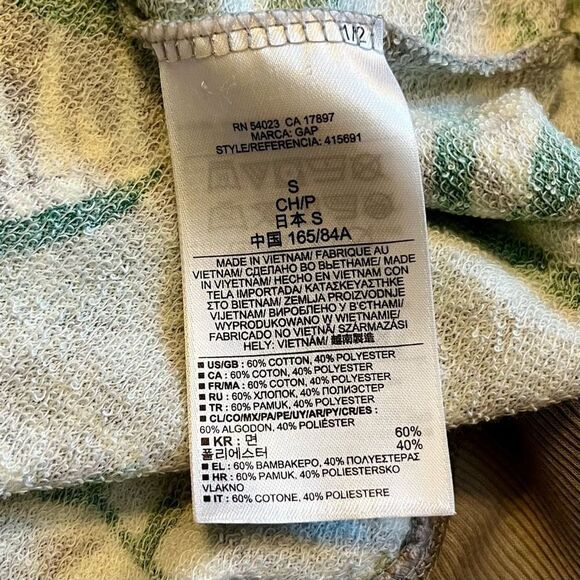 1/2
RN 54023 CA 17897
MARCA: GAP
STYLE/REFERENCIA: 415691
S
CH/P
日本 S
中国 165/84A
MADE IN VIETNAM/ FABRIQUE AU
VIETNAM/ СДЕЛАНО ВО ВЬЕТНАМЕ/ MADE
IN VIYETNAM/ HECHO EN VIETNAM CON
TELA IMPORTADA/ ΚΑΤΑΣΚΕΥΑΣΤΗΚΕ
ΣΤΟ ΒΙΕΤΝΑΜ/ ZEMLJA PROIZVODNJE
VIJETNAM/ ВИРОБЛЕНО У В'ЄТНАМІ/
WYPRODUKOWANO W WIETNAMIE/
FABRICADO NO VIETNÃ/ SZÁRMAZÁSI
HELY: VIETNÁM/ 越南製造
■ US/GB : 60% COTTON, 40% POLYESTER
■ CA : 60% COTON, 40% POLYESTER
■ FR/MA : 60% COTON, 40% POLYESTER
■ RU : 60% ХЛОПОК, 40% ПОЛИЭСТЕР
■ TR : 60% PAMUK, 40% POLYESTER
■ CL/CO/MX/PA/PE/UY/AR/PY/CR/ES :
60% ALGODON, 40% POLIÉSTER
■ KR : 면 60%
폴리에스터 40%
■ EL : 60% ΒΑΜΒΑΚΕΡΟ, 40% ΠΟΛΥΕΣΤΕΡΑΣ
■ HR : 60% PAMUK, 40% POLIESTERSKO
VLAKNO
■ IT : 60% COTONE, 40% POLIESTERE